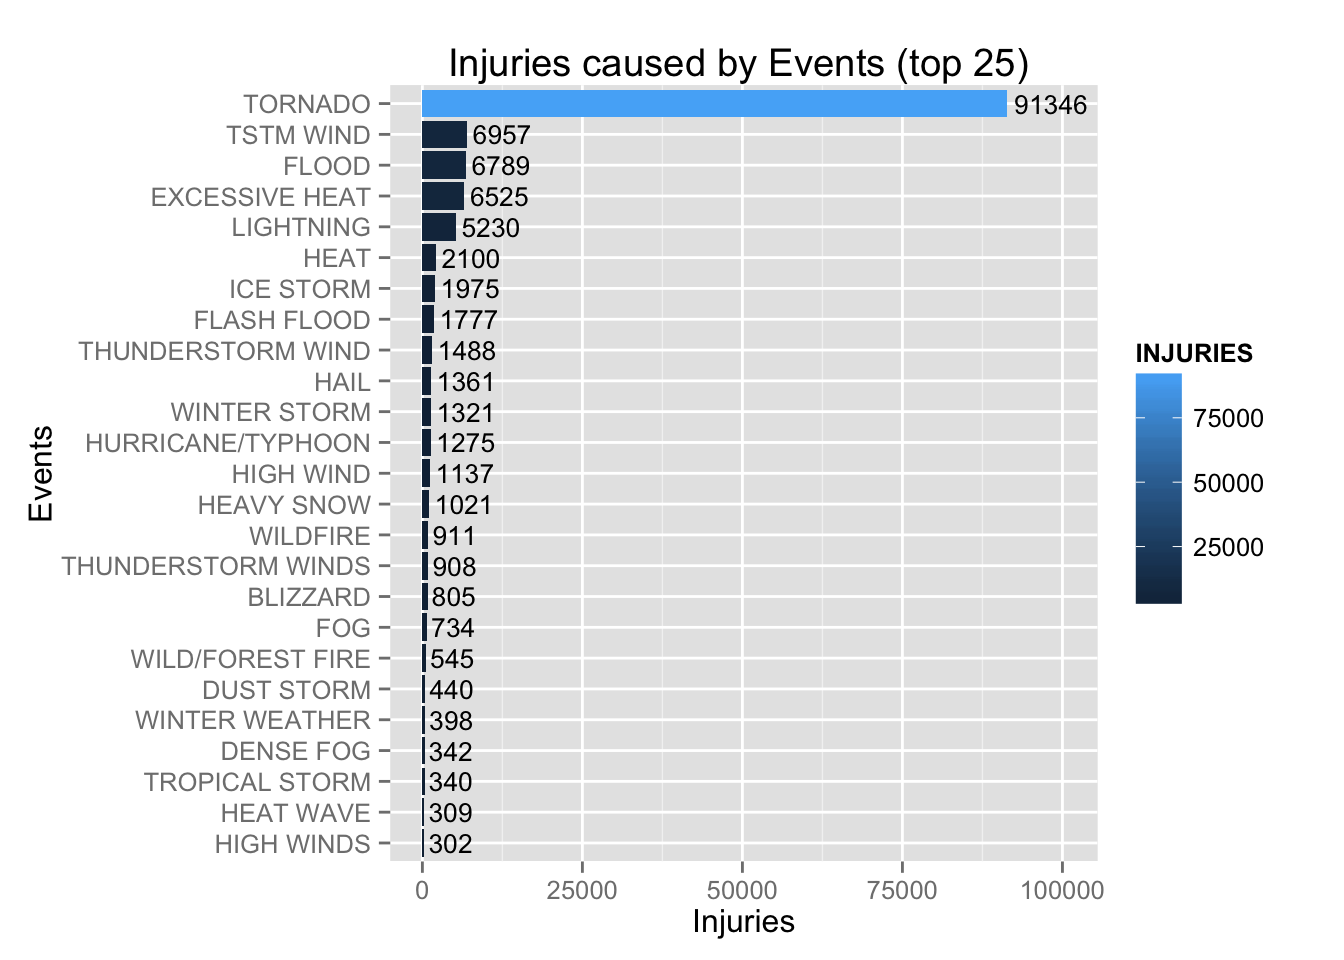 Injuries caused by Events (top 25)
TORNADO 91346
TSTM WIND 6957
FLOOD 6789
EXCESSIVE HEAT 6525
LIGHTNING 5230
HEAT 2100
ICE STORM 1975
FLASH FLOOD 1777
THUNDERSTORM WIND 1488
HAIL 1361
WINTER STORM 1321
HURRICANE/TYPHOON 1275
HIGH WIND 1137
HEAVY SNOW 1021
WILDFIRE 911
THUNDERSTORM WINDS 908
BLIZZARD 805
FOG 734
WILD/FOREST FIRE 545
DUST STORM 440
WINTER WEATHER 398
DENSE FOG 342
TROPICAL STORM 340
HEAT WAVE 309
HIGH WINDS 302
Events
0 25000 50000 75000 100000
Injuries
INJURIES
75000
50000
25000